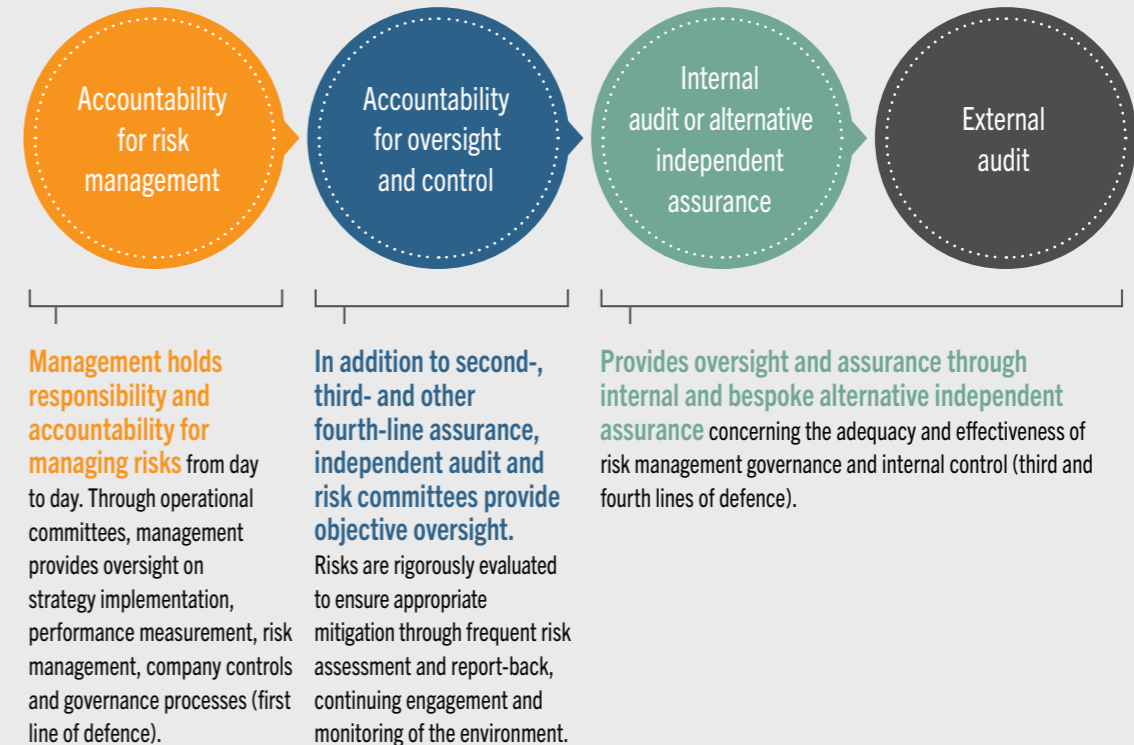 Accountability
for risk
management
Accountability
for oversight
and control
Internal
audit or alternative
independent
assurance
External
audit
Management holds
responsibility and
accountability for
managing risks from day
to day. Through operational
committees, management
provides oversight on
strategy implementation,
performance measurement, risk
management, company controls
and governance processes (first
line of defence).
In addition to second-,
third- and other
fourth-line assurance,
independent audit and
risk committees provide
objective oversight.
Risks are rigorously evaluated
to ensure appropriate
mitigation through frequent risk
assessment and report-back,
continuing engagement and
monitoring of the environment.
Provides oversight and assurance through
internal and bespoke alternative independent
assurance concerning the adequacy and effectiveness of
risk management governance and internal control (third and
fourth lines of defence).